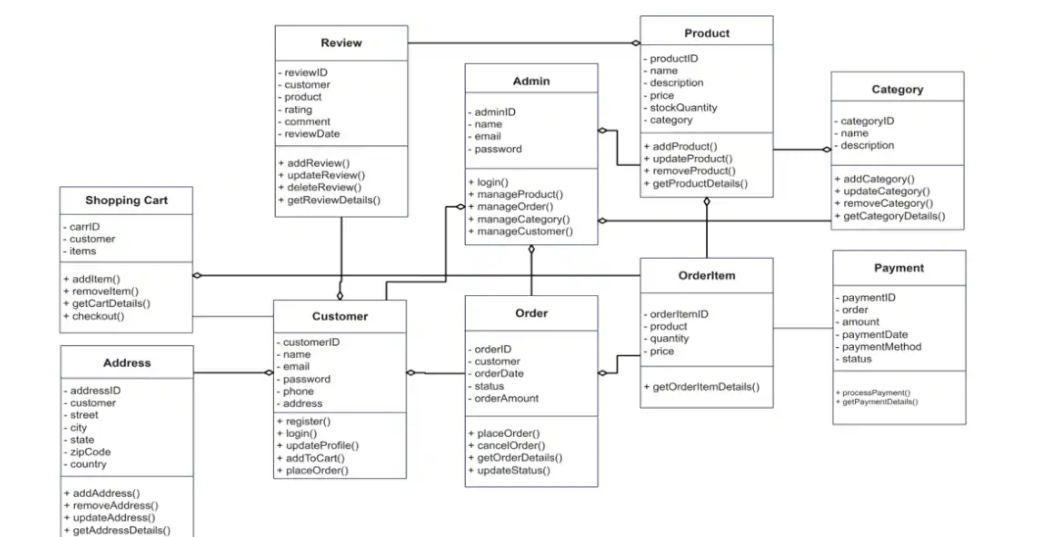 Review
- reviewID
- customer
- product
- rating
- comment
- reviewDate
+ addReview()
+ updateReview()
+ deleteReview()
+ getReviewDetails()
Admin
- adminID
- name
- email
- password
+ login()
+ manageProduct()
+ manageOrder()
+ manageCategory()
+ manageCustomer()
Product
- productID
- name
- description
- price
- stockQuantity
- category
+ addProduct()
+ updateProduct()
+ removeProduct()
+ getProductDetails()
Category
- categoryID
- name
- description
+ addCategory()
+ updateCategory()
+ removeCategory()
+ getCategoryDetails()
Shopping Cart
- carrID
- customer
- items
+ addItem()
+ removeItem()
+ getCartDetails()
+ checkout()
Customer
- customerID
- name
- email
- password
- phone
- address
+ register()
+ login()
+ updateProfile()
+ addToCart()
+ placeOrder()
Order
- orderID
- customer
- orderDate
- status
- orderAmount
+ placeOrder()
+ cancelOrder()
+ getOrderDetails()
+ updateStatus()
OrderItem
- orderItemID
- product
- quantity
- price
+ getOrderItemDetails()
Payment
- paymentID
- order
- amount
- paymentDate
- paymentMethod
- status
+ processPayment()
+ getPaymentDetails()
Address
- addressID
- customer
- street
- city
- state
- zipCode
- country
+ addAddress()
+ removeAddress()
+ updateAddress()
+ getAddressDetails()